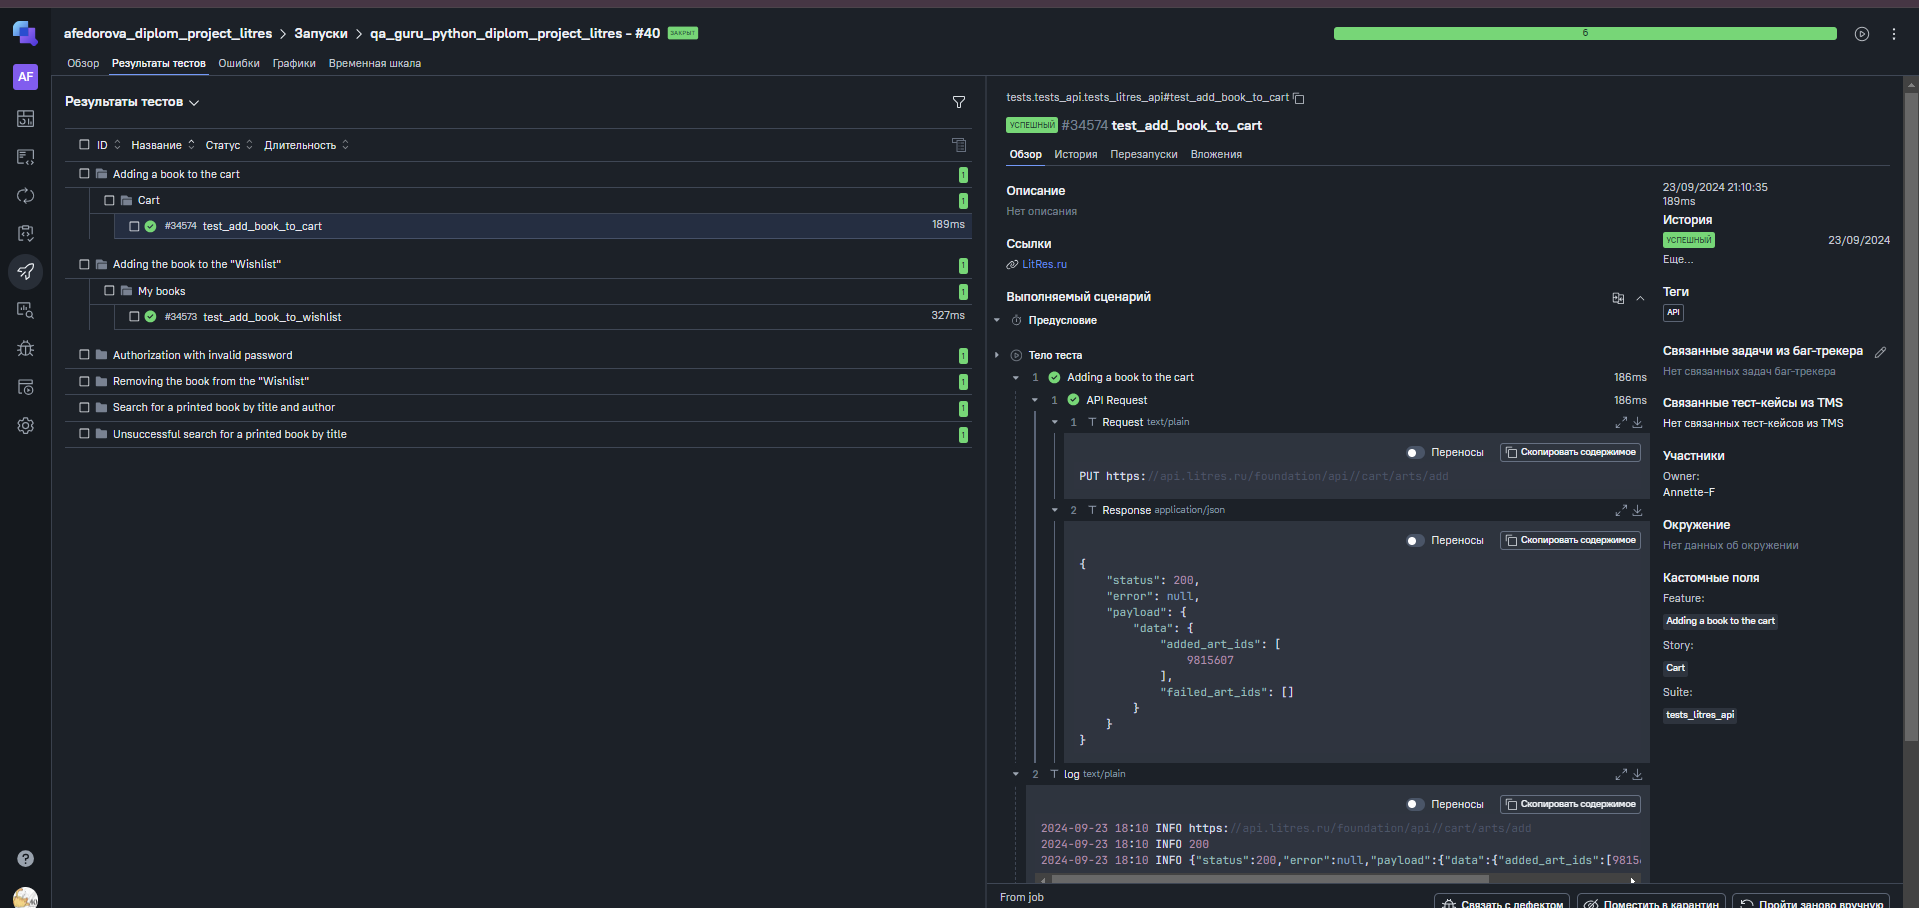 afedorova_diplom_project_litres > Запуски > qa_guru_python_diplom_project_litres - #40 ЗАКРЫТ
6
Обзор Результаты тестов Ошибки Графики Временная шкала
AF
Результаты тестов
ID Название Статус Длительность
Adding a book to the cart 1
Cart 1
#34574 test_add_book_to_cart 189ms
Adding the book to the "Wishlist" 1
My books 1
#34573 test_add_book_to_wishlist 327ms
Authorization with invalid password 1
Removing the book from the "Wishlist" 1
Search for a printed book by title and author 1
Unsuccessful search for a printed book by title 1
tests.tests_api.tests_litres_api#test_add_book_to_cart
УСПЕШНЫЙ #34574 test_add_book_to_cart
Обзор История Перезапуски Вложения
Описание
Нет описания
Ссылки
LitRes.ru
Выполняемый сценарий
Предусловие
Тело теста
1 Adding a book to the cart 186ms
1 API Request 186ms
1 Request text/plain
Переносы Скопировать содержимое
PUT https://api.litres.ru/foundation/api//cart/arts/add
2 Response application/json
Переносы Скопировать содержимое
{
"status": 200,
"error": null,
"payload": {
"data": {
"added_art_ids": [
9815607
],
"failed_art_ids": []
}
}
}
2 log text/plain
Переносы Скопировать содержимое
2024-09-23 18:10 INFO https://api.litres.ru/foundation/api//cart/arts/add
2024-09-23 18:10 INFO 200
2024-09-23 18:10 INFO {"status":200,"error":null,"payload":{"data":{"added_art_ids":[9815
From job
Связать с дефектом Поместить в карантин Пройти заново вручную
23/09/2024 21:10:35
189ms
История
УСПЕШНЫЙ 23/09/2024
Еще...
Теги
API
Связанные задачи из баг-трекера
Нет связанных задач баг-трекера
Связанные тест-кейсы из TMS
Нет связанных тест-кейсов из TMS
Участники
Owner:
Annette-F
Окружение
Нет данных об окружении
Кастомные поля
Feature:
Adding a book to the cart
Story:
Cart
Suite:
tests_litres_api